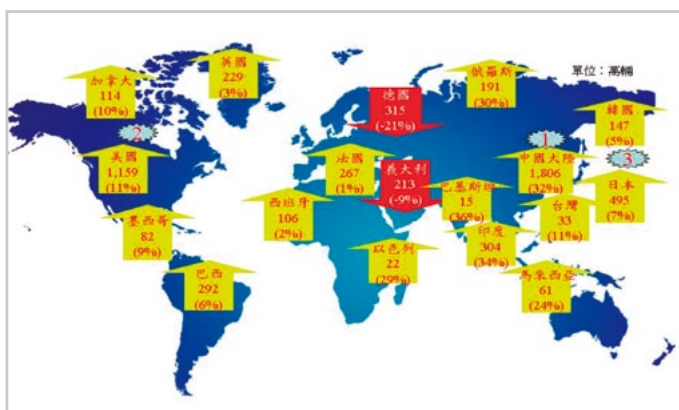 英國
229
(3%)
俄羅斯
191
(30%)
單位：萬輛
加拿大
114
(10%)
德國
315
(-21%)
韓國
147
(5%)
2
1
3
美國
1,159
(11%)
法國
267
(1%)
義大利
213
(-9%)
中國大陸
1,806
(32%)
巴基斯坦
15
(36%)
日本
495
(7%)
西班牙
106
(2%)
台灣
33
(11%)
墨西哥
82
(9%)
印度
304
(34%)
以色列
22
(29%)
巴西
292
(6%)
馬來西亞
61
(24%)